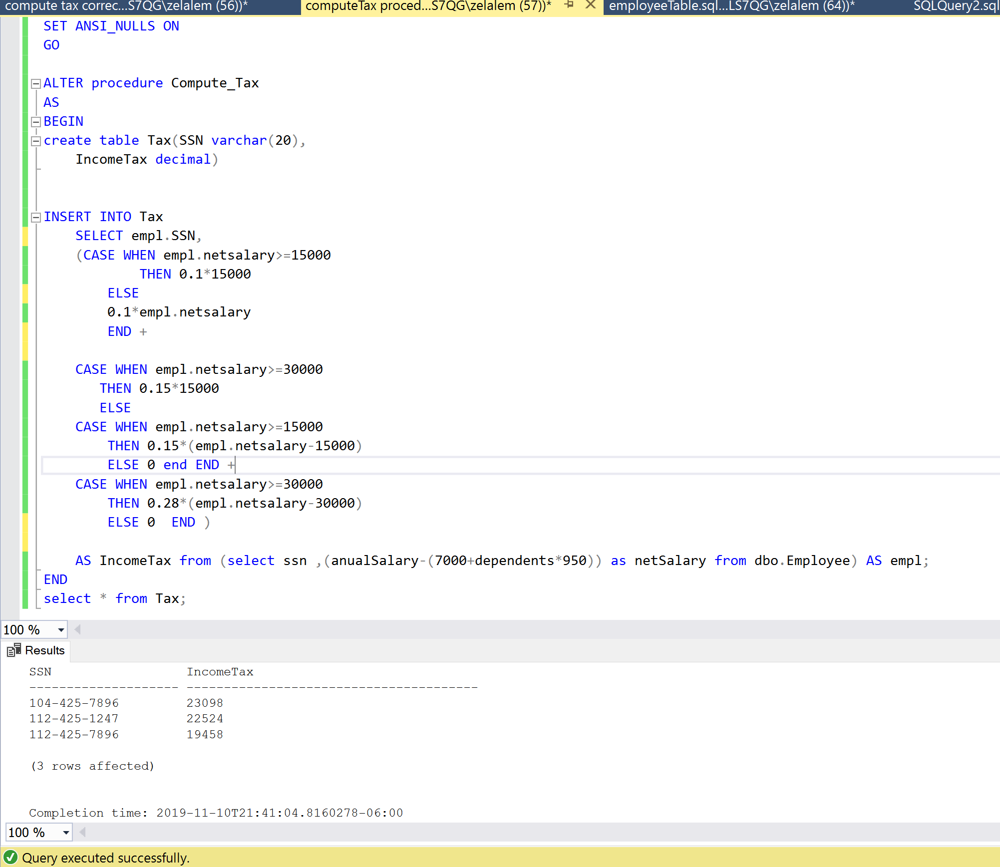 compute tax correc...S7QG\zelalem (56))* computeTax proced...S7QG\zelalem (57))* employeeTable.sql...LS7QG\zelalem (64))* SQLQuery2.sql
SET ANSI_NULLS ON
GO
ALTER procedure Compute_Tax
AS
BEGIN
create table Tax(SSN varchar(20),
IncomeTax decimal)
INSERT INTO Tax
SELECT empl.SSN,
(CASE WHEN empl.netsalary>=15000
THEN 0.1*15000
ELSE
0.1*empl.netsalary
END +
CASE WHEN empl.netsalary>=30000
THEN 0.15*15000
ELSE
CASE WHEN empl.netsalary>=15000
THEN 0.15*(empl.netsalary-15000)
ELSE 0 end END +
CASE WHEN empl.netsalary>=30000
THEN 0.28*(empl.netsalary-30000)
ELSE 0  END )
AS IncomeTax from (select ssn ,(anualSalary-(7000+dependents*950)) as netSalary from dbo.Employee) AS empl;
END
select * from Tax;
100 %
Results
SSN IncomeTax
-------------------- ---------------------------------------
104-425-7896 23098
112-425-1247 22524
112-425-7896 19458
(3 rows affected)
Completion time: 2019-11-10T21:41:04.8160278-06:00
100 %
Query executed successfully.